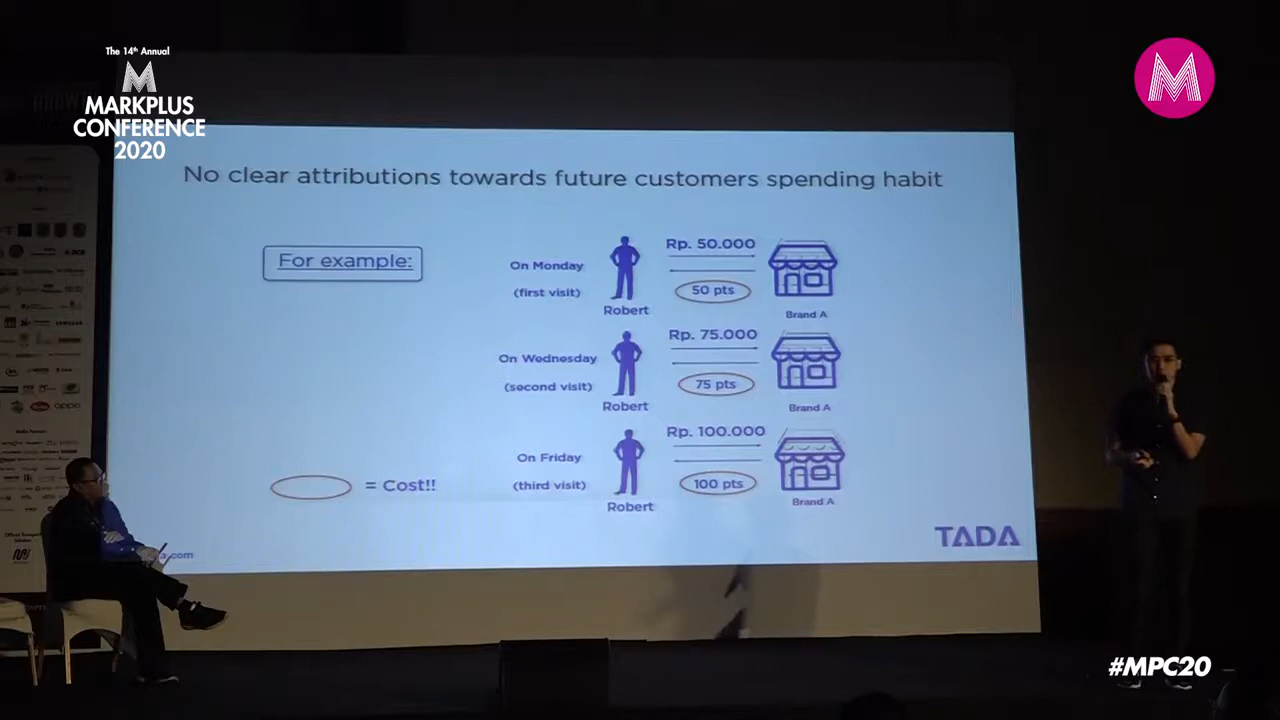 The 14th Annual
MARKPLUS
CONFERENCE
2020
M
No clear attributions towards future customers spending habit
For example:
On Monday
(first visit)
Robert
Rp. 50.000
50 pts
Brand A
On Wednesday
(second visit)
Robert
Rp. 75.000
75 pts
Brand A
On Friday
(third visit)
Robert
Rp. 100.000
100 pts
Brand A
= Cost!!
TADA
.com
oppo
#MPC20